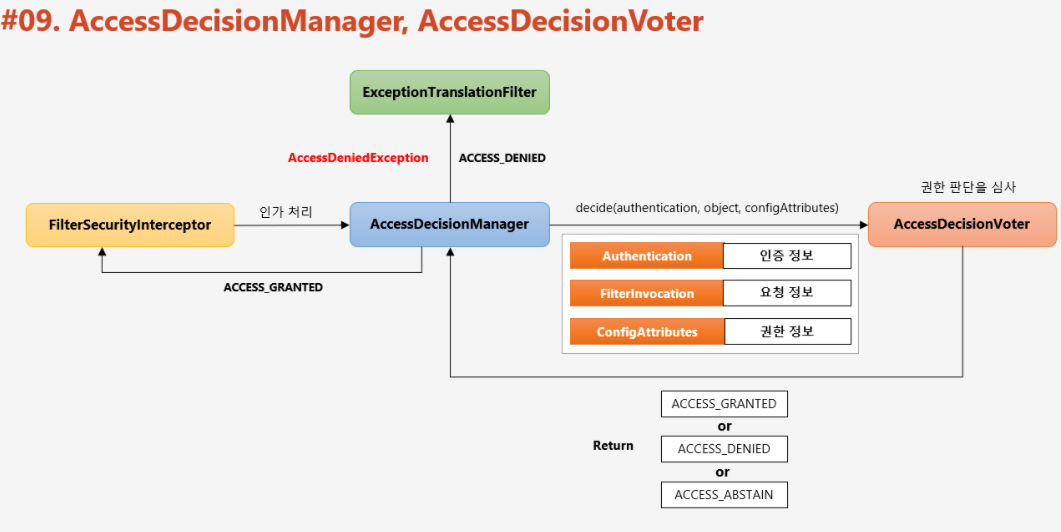 #09. AccessDecisionManager, AccessDecisionVoter
ExceptionTranslationFilter
AccessDeniedException
ACCESS_DENIED
권한 판단을 심사
FilterSecurityInterceptor
인가 처리
AccessDecisionManager
decide(authentication, object, configAttributes)
AccessDecisionVoter
Authentication
인증 정보
FilterInvocation
요청 정보
ConfigAttributes
권한 정보
ACCESS_GRANTED
Return
ACCESS_GRANTED
or
ACCESS_DENIED
or
ACCESS_ABSTAIN